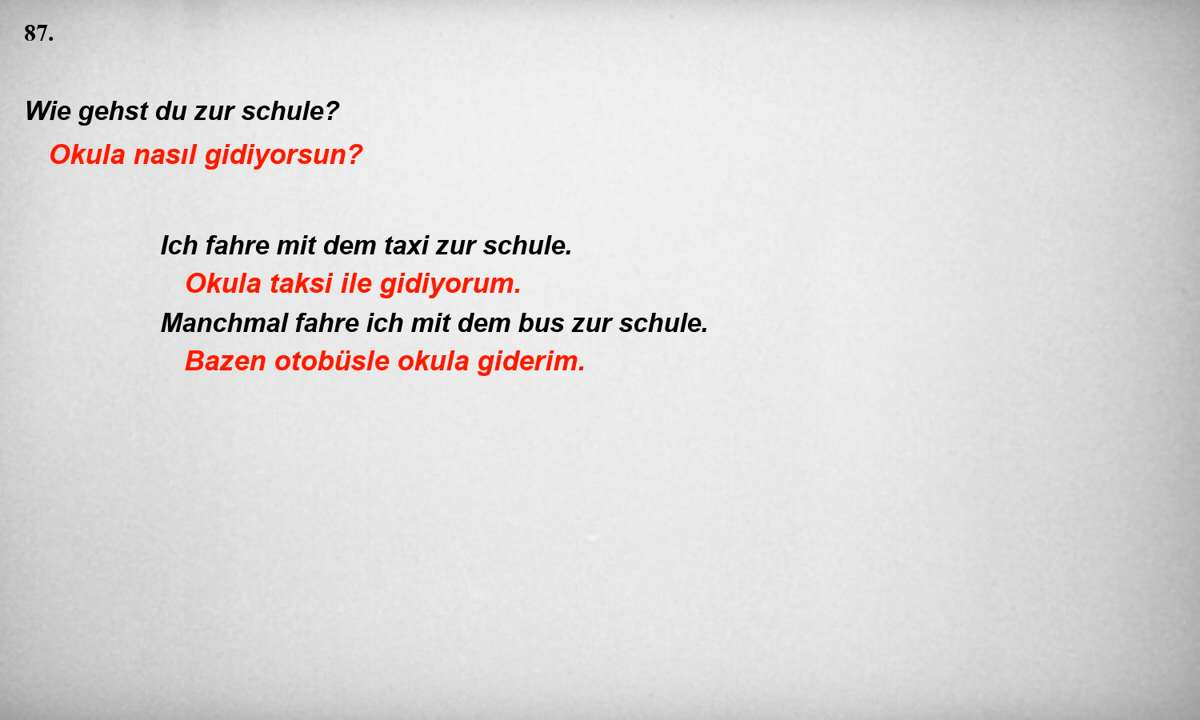 87.
Wie gehst du zur schule?
Okula nasıl gidiyorsun?
Ich fahre mit dem taxi zur schule.
Okula taksi ile gidiyorum.
Manchmal fahre ich mit dem bus zur schule.
Bazen otobüsle okula giderim.